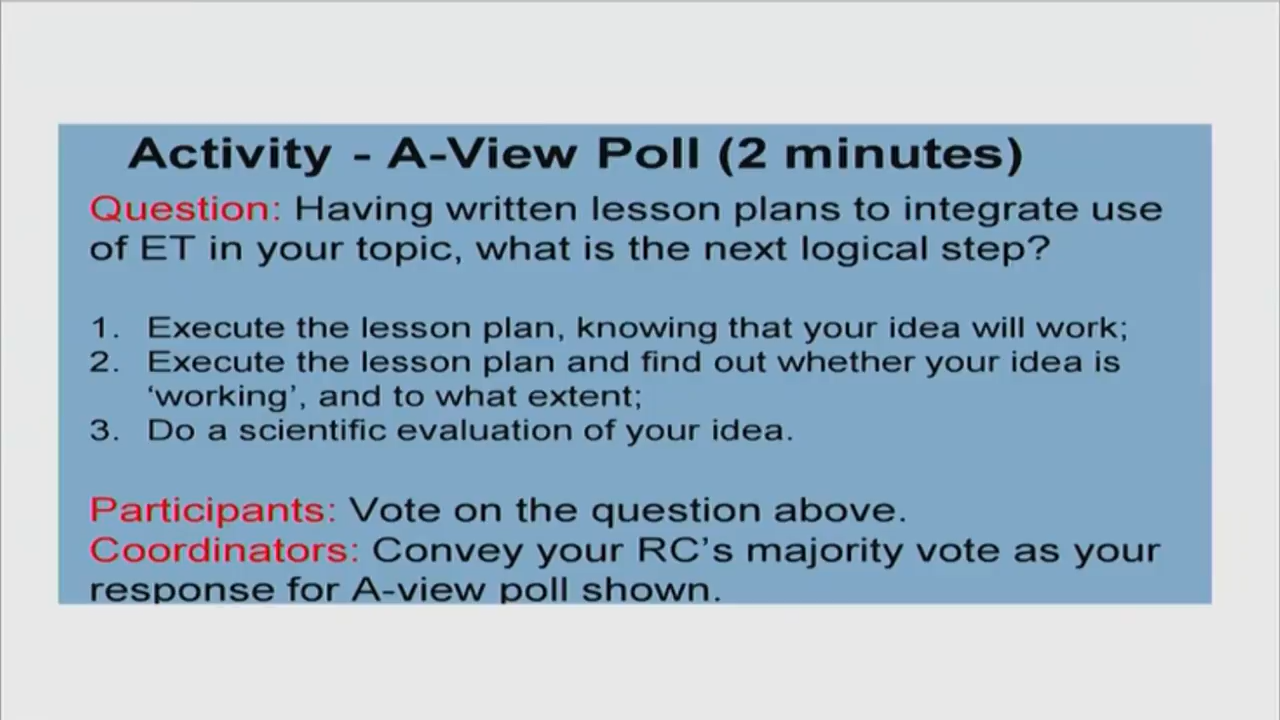 Activity - A-View Poll (2 minutes)
Question: Having written lesson plans to integrate use
of ET in your topic, what is the next logical step?
1. Execute the lesson plan, knowing that your idea will work;
2. Execute the lesson plan and find out whether your idea is
‘working’, and to what extent;
3. Do a scientific evaluation of your idea.
Participants: Vote on the question above.
Coordinators: Convey your RC’s majority vote as your
response for A-view poll shown.